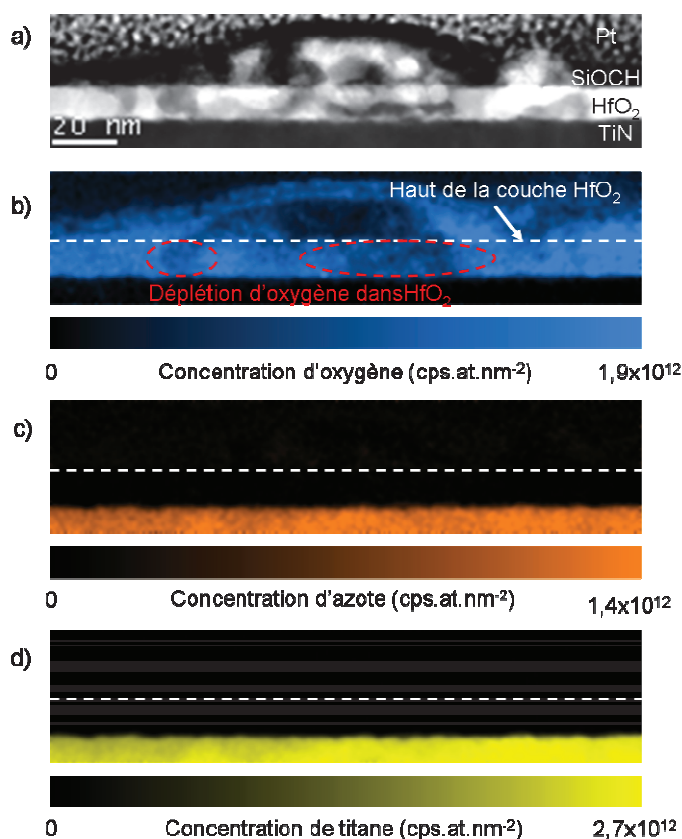 a)
Pt
SiOCH
HfO₂
TiN
20 nm
b)
Haut de la couche HfO₂
Déplétion d'oxygène dansHfO₂
0 Concentration d'oxygène (cps.at.nm⁻²) 1,9x10¹²
c)
0 Concentration d'azote (cps.at.nm⁻²) 1,4x10¹²
d)
0 Concentration de titane (cps.at.nm⁻²) 2,7x10¹²